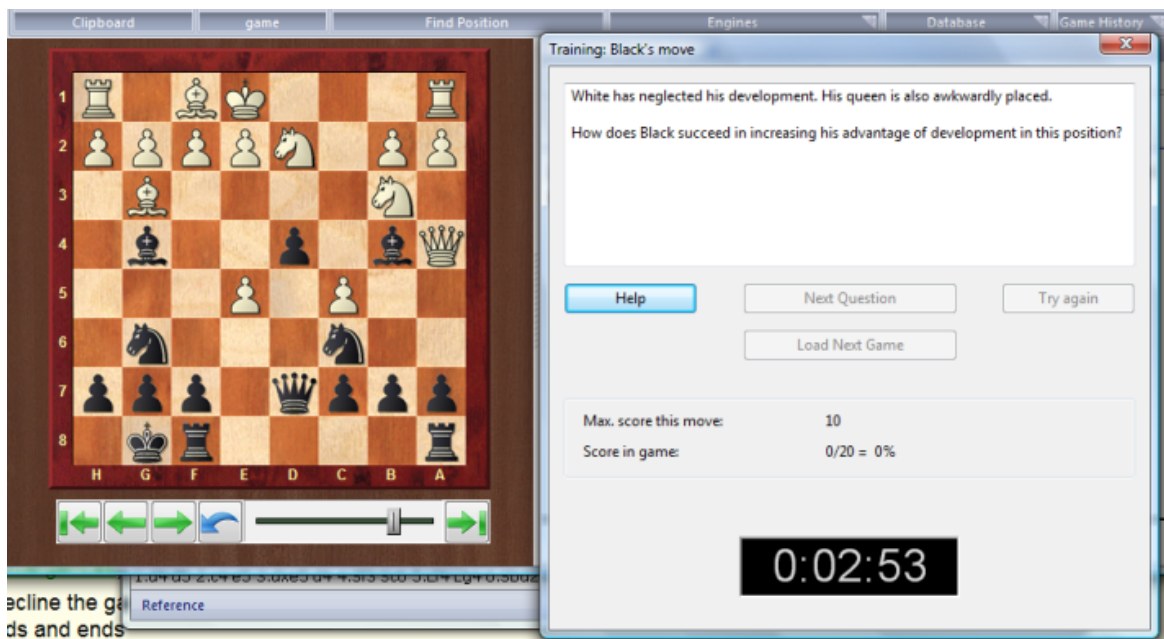 Clipboard game Find Position Engines Database Game History
Training: Black's move
White has neglected his development. His queen is also awkwardly placed.
How does Black succeed in increasing his advantage of development in this position?
1
2
3
4
5
6
7
8
H G F E D C B A
Help Next Question Try again
Load Next Game
Max. score this move: 10
Score in game: 0/20 = 0%
0:02:53
Reference
ecline the ga
ds and ends